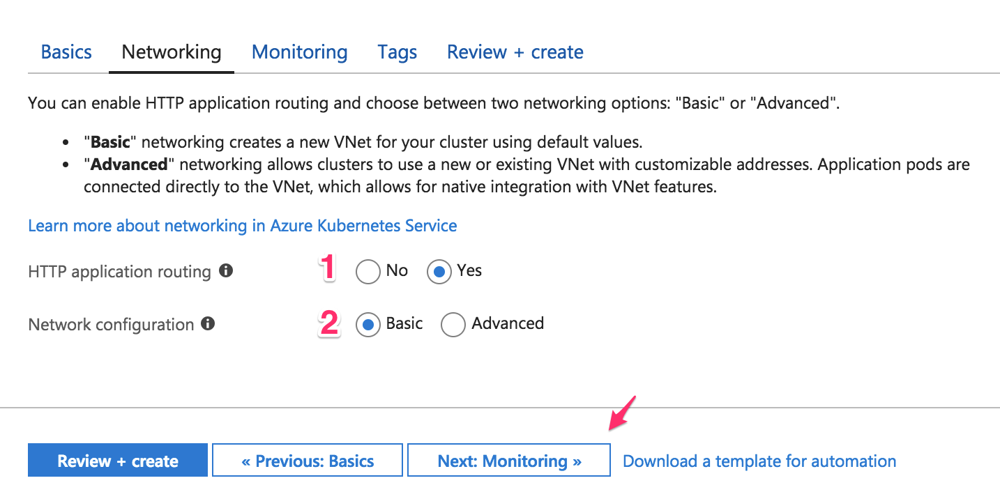 Basics Networking Monitoring Tags Review + create
You can enable HTTP application routing and choose between two networking options: "Basic" or "Advanced".
• "Basic" networking creates a new VNet for your cluster using default values.
• "Advanced" networking allows clusters to use a new or existing VNet with customizable addresses. Application pods are
connected directly to the VNet, which allows for native integration with VNet features.
Learn more about networking in Azure Kubernetes Service
HTTP application routing 1 No Yes
Network configuration 2 Basic Advanced
Review + create « Previous: Basics Next: Monitoring » Download a template for automation